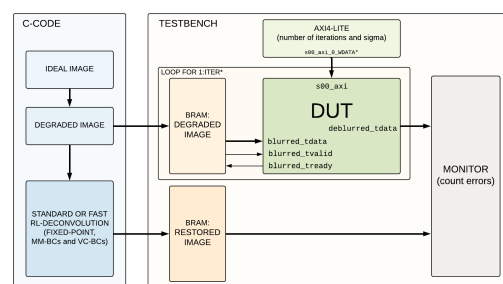 C-CODE
IDEAL IMAGE
DEGRADED IMAGE
STANDARD OR FAST
RL-DECONVOLUTION
(FIXED-POINT,
MM-BCs and VC-BCs)
TESTBENCH
AXI4-LITE
(number of iterations and sigma)
s00_axi_0_WDATA*
LOOP FOR 1:ITER*
BRAM:
DEGRADED
IMAGE
s00_axi
DUT
deblurred_tdata
blurred_tdata
blurred_tvalid
blurred_tready
BRAM:
RESTORED
IMAGE
MONITOR
(count errors)